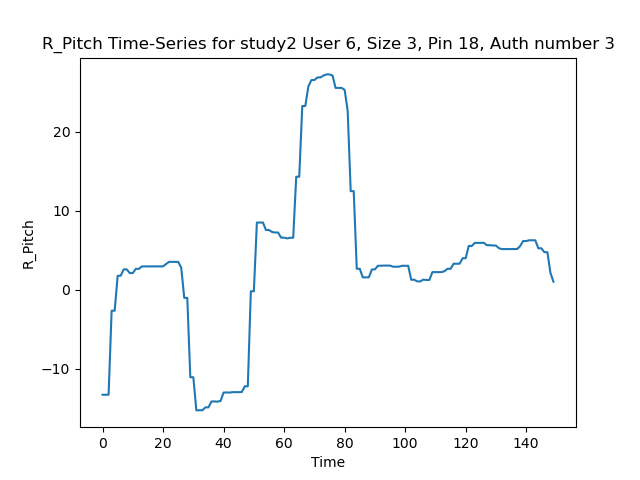 R_Pitch Time-Series for study2 User 6, Size 3, Pin 18, Auth number 3
20
10
0
−10
R_Pitch
0 20 40 60 80 100 120 140
Time